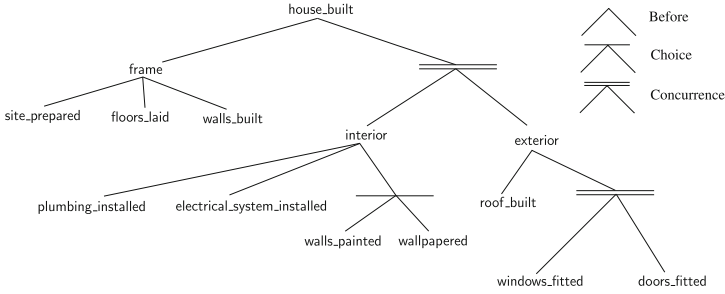 house_built
Before
Choice
Concurrence
frame
site_prepared
floors_laid
walls_built
interior
exterior
plumbing_installed
electrical_system_installed
roof_built
walls_painted
wallpapered
windows_fitted
doors_fitted